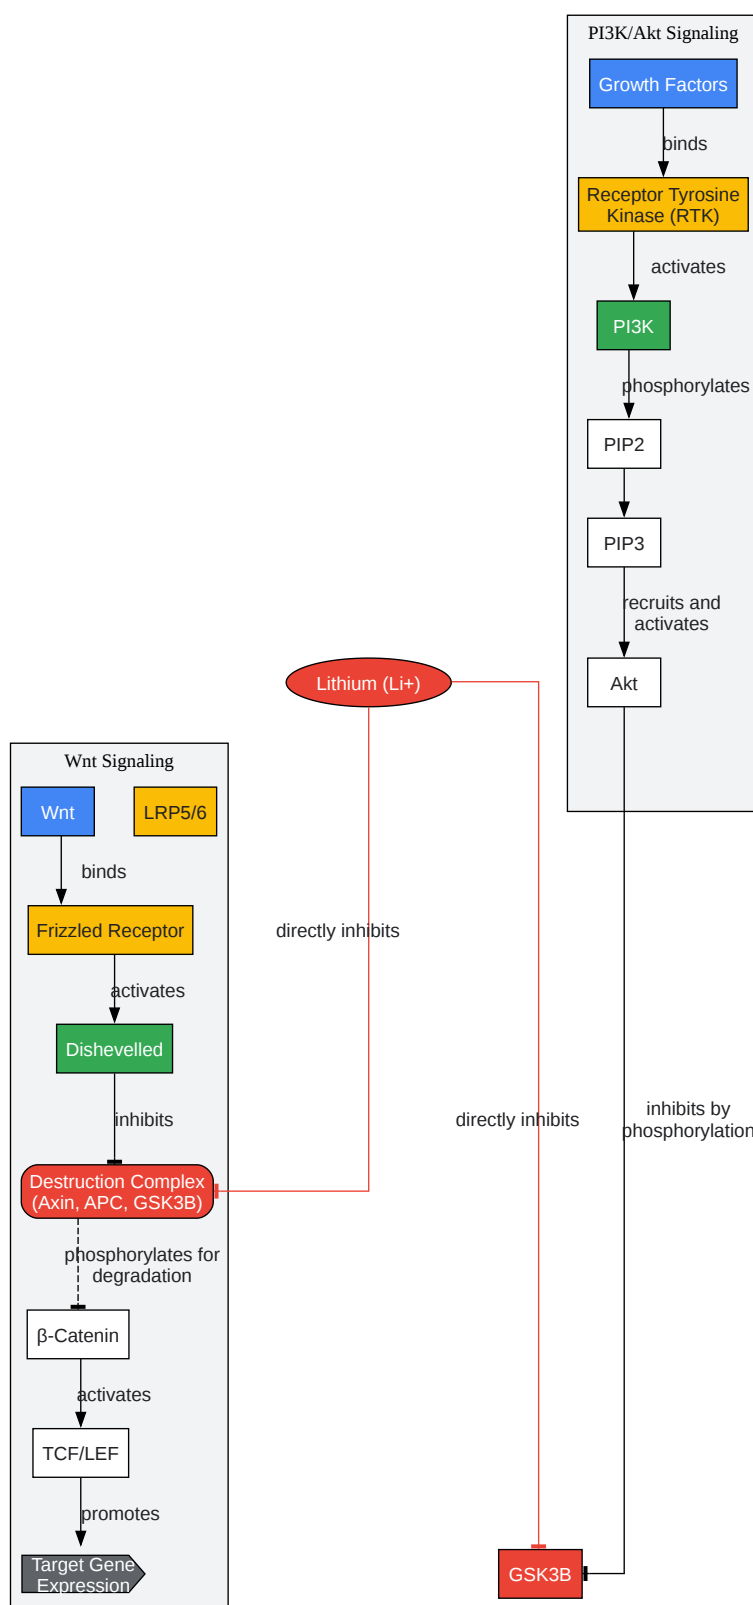 PI3K/Akt Signaling
Growth Factors
binds
Receptor Tyrosine
Kinase (RTK)
activates
PI3K
phosphorylates
PIP2
PIP3
recruits and
activates
Akt
Lithium (Li+)
Wnt Signaling
Wnt
LRP5/6
binds
Frizzled Receptor
directly inhibits
activates
Dishevelled
inhibits
directly inhibits
inhibits by
phosphorylation
Destruction Complex
(Axin, APC, GSK3B)
phosphorylates for
degradation
β-Catenin
activates
TCF/LEF
promotes
Target Gene
Expression
GSK3B